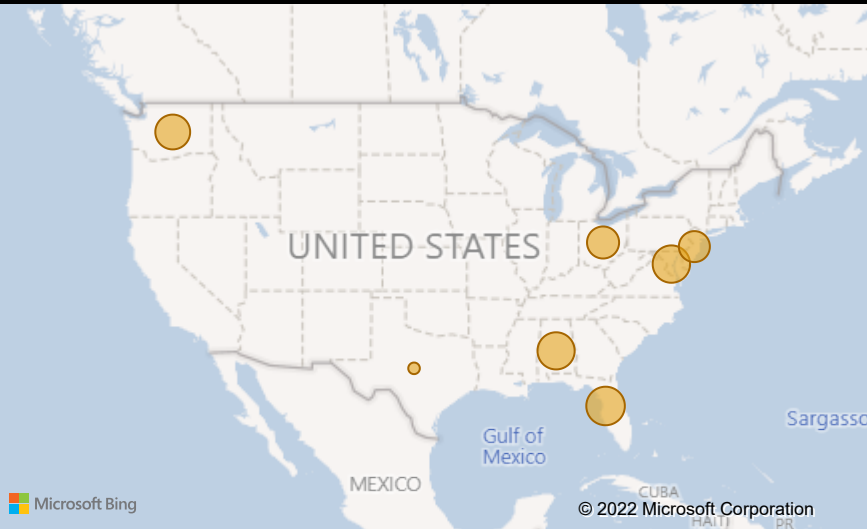 UNITED STATES
Gulf of
Mexico
Sargasso
MEXICO
CUBA
Microsoft Bing
© 2022 Microsoft Corporation
HAITI
PR